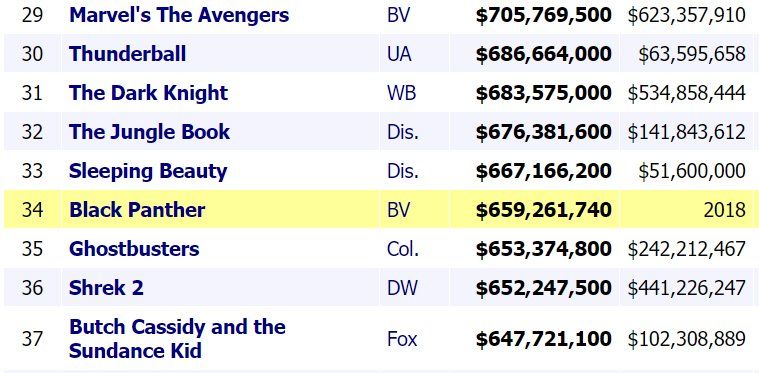 29 Marvel's The Avengers BV $705,769,500 $623,357,910
30 Thunderball UA $686,664,000 $63,595,658
31 The Dark Knight WB $683,575,000 $534,858,444
32 The Jungle Book Dis. $676,381,600 $141,843,612
33 Sleeping Beauty Dis. $667,166,200 $51,600,000
34 Black Panther BV $659,261,740 2018
35 Ghostbusters Col. $653,374,800 $242,212,467
36 Shrek 2 DW $652,247,500 $441,226,247
37 Butch Cassidy and the
Sundance Kid Fox $647,721,100 $102,308,889